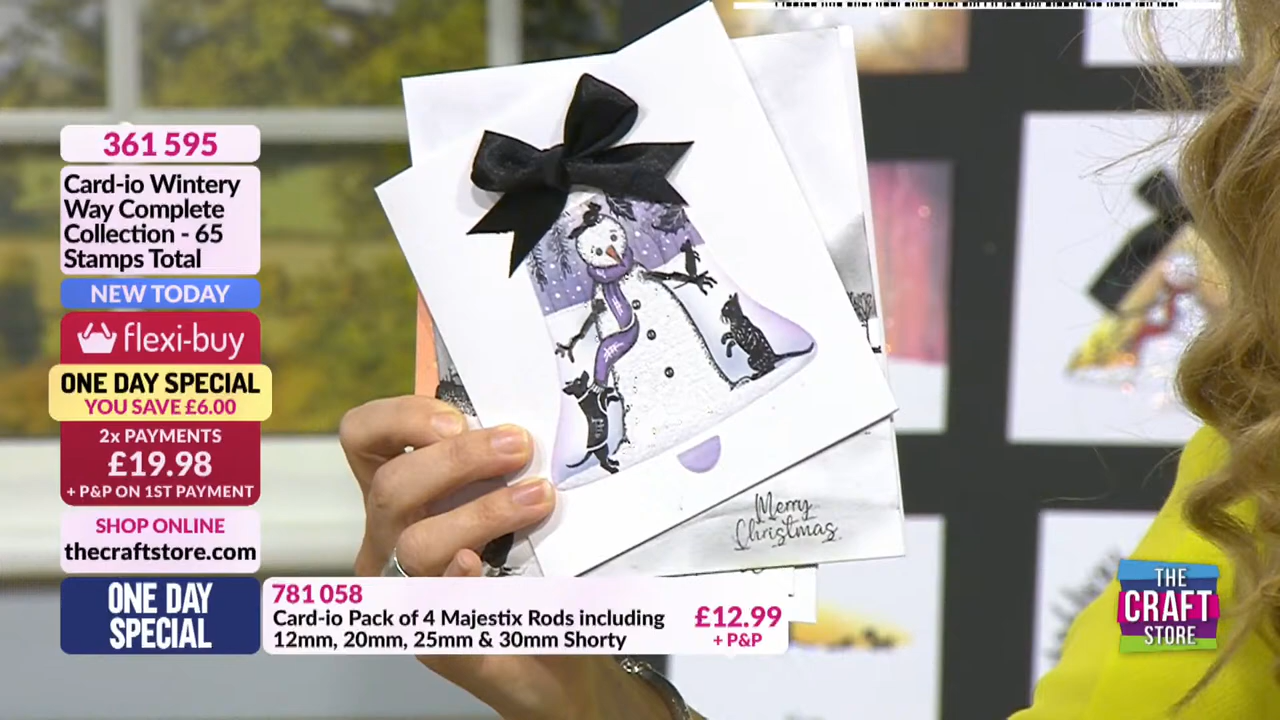 361 595
Card-io Wintery
Way Complete
Collection - 65
Stamps Total
NEW TODAY
flexi-buy
ONE DAY SPECIAL
YOU SAVE £6.00
2x PAYMENTS
£19.98
+ P&P ON 1ST PAYMENT
SHOP ONLINE
thecraftstore.com
ONE DAY
SPECIAL
781 058
Card-io Pack of 4 Majestix Rods including
12mm, 20mm, 25mm & 30mm Shorty
£12.99
+ P&P
Merry
Christmas
THE
CRAFT
STORE